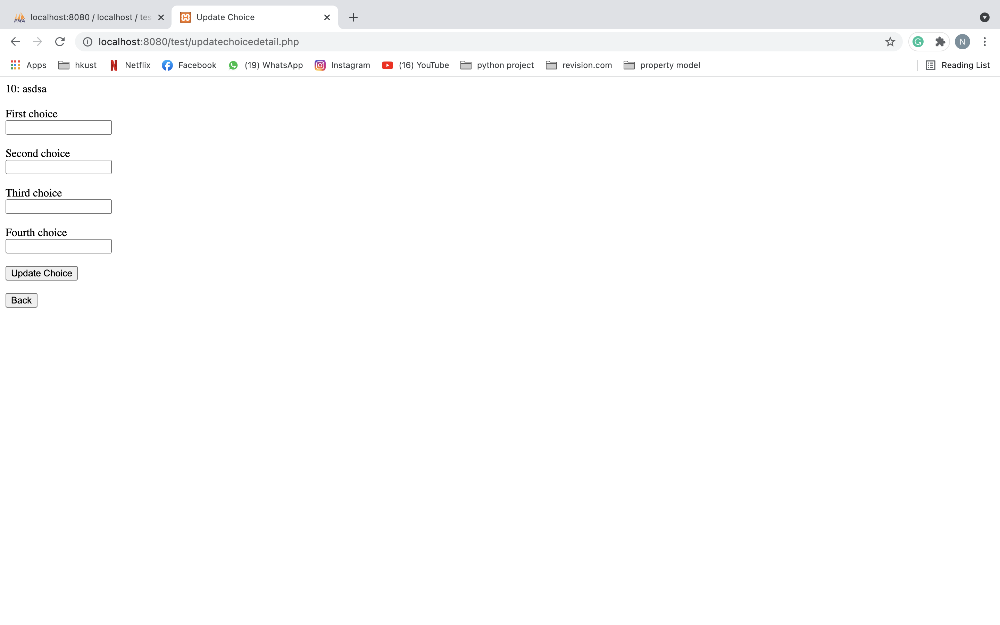 PMA localhost:8080 / localhost / tes Update Choice
localhost:8080/test/updatechoicedetail.php N
Apps hkust Netflix Facebook (19) WhatsApp Instagram (16) YouTube python project revision.com property model Reading List
10: asdsa
First choice
Second choice
Third choice
Fourth choice
Update Choice
Back